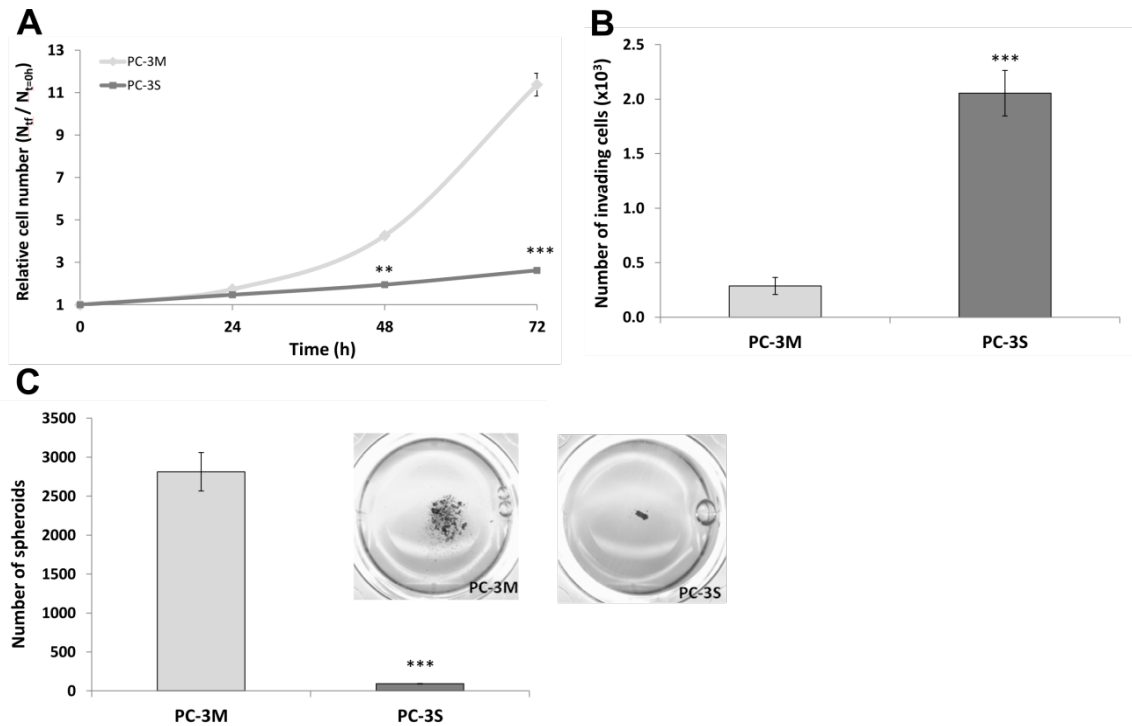 A
Relative cell number (N_tf / N_t=0h)
13
11
9
7
5
3
1
PC-3M
PC-3S
**
***
0 24 48 72
Time (h)
B
Number of invading cells (x10³)
2.5
2.0
1.5
1.0
0.5
0.0
***
PC-3M PC-3S
C
Number of spheroids
3500
3000
2500
2000
1500
1000
500
0
***
PC-3M PC-3S
PC-3M
PC-3S